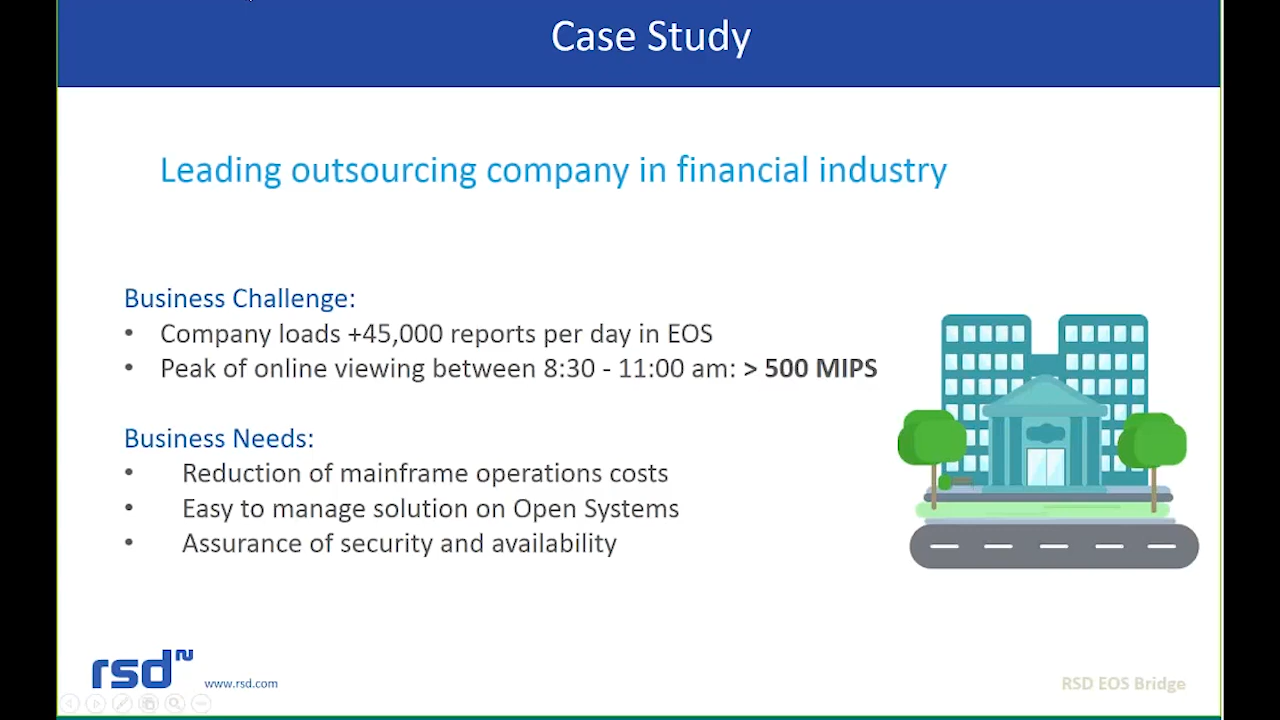 Case Study
Leading outsourcing company in financial industry
Business Challenge:
• Company loads +45,000 reports per day in EOS
• Peak of online viewing between 8:30 - 11:00 am: > 500 MIPS
Business Needs:
• Reduction of mainframe operations costs
• Easy to manage solution on Open Systems
• Assurance of security and availability
rsd
www.rsd.com
RSD EOS Bridge